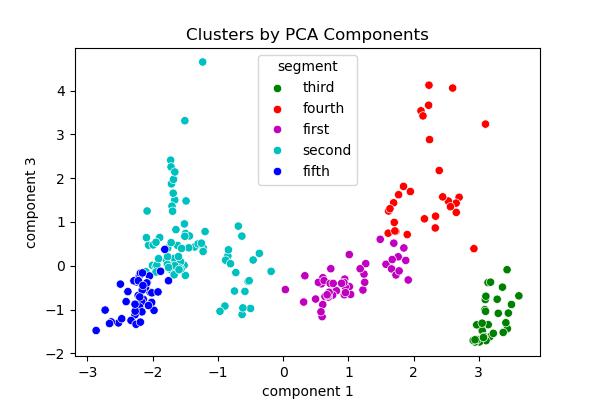 Clusters by PCA Components
segment
third
fourth
first
second
fifth
component 3
4
3
2
1
0
−1
−2
−3
−2
−1
0
1
2
3
component 1